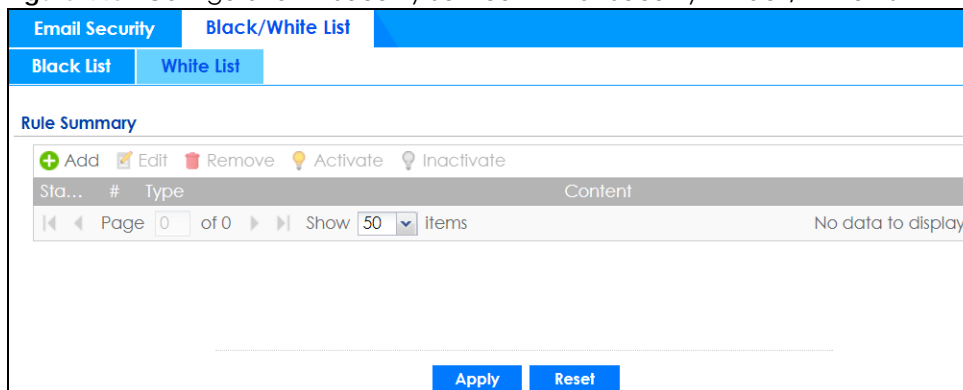 Email Security Black/White List
Black List White List
Rule Summary
Add Edit Remove Activate Inactivate
Sta... # Type Content
Page 0 of 0 Show 50 items No data to display
Apply Reset